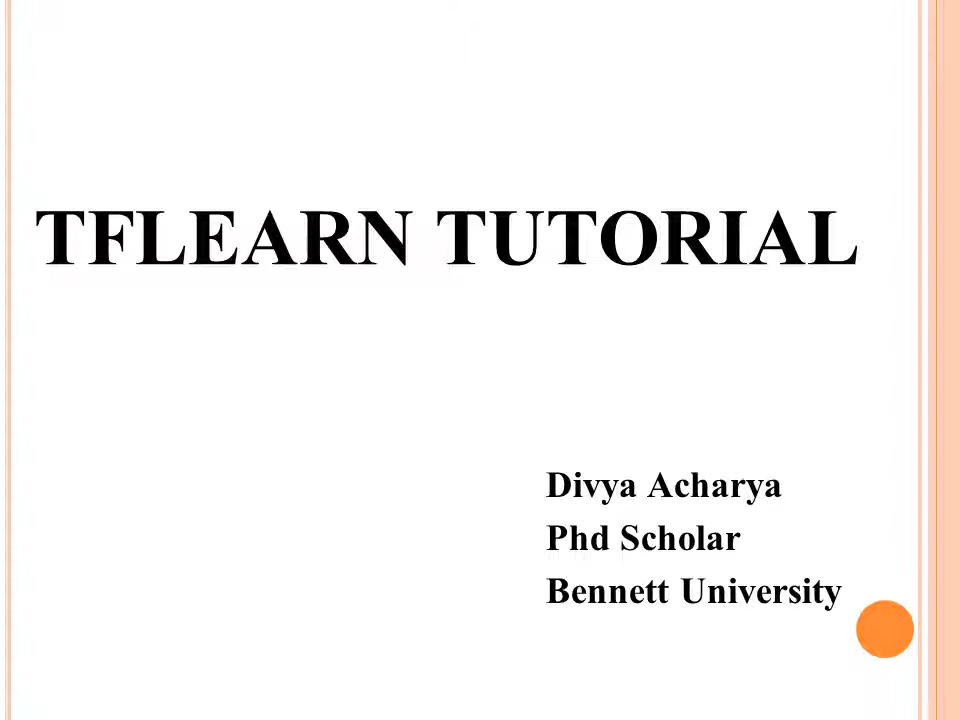 TFLEARN TUTORIAL
Divya Acharya
Phd Scholar
Bennett University